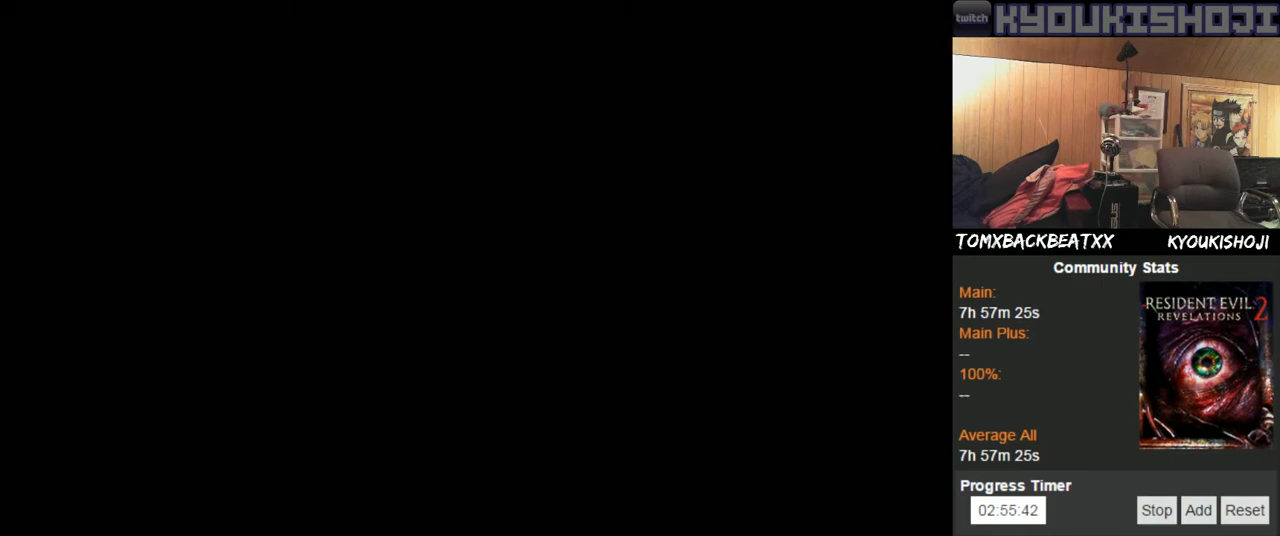 twitch KYOUKISHOJI
TOMXBACKBEATXX KYOUKISHOJI
Community Stats
Main:
7h 57m 25s
Main Plus:
--
100%:
--
Average All
7h 57m 25s
RESIDENT EVIL
REVELATIONS 2
Progress Timer
02:55:42 Stop Add Reset
ASUS